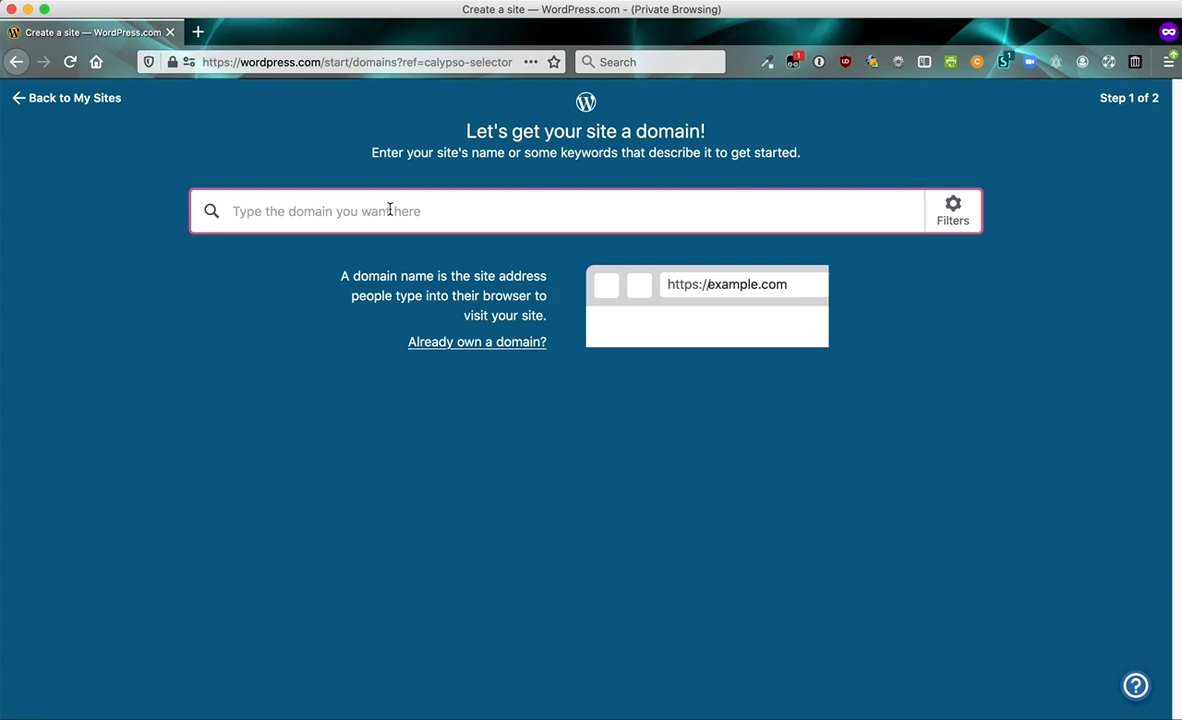 Create a site — WordPress.com - (Private Browsing)
Create a site — WordPress.com
https://wordpress.com/start/domains?ref=calypso-selector
Search
Back to My Sites
Step 1 of 2
Let's get your site a domain!
Enter your site's name or some keywords that describe it to get started.
Type the domain you want here
Filters
A domain name is the site address
people type into their browser to
visit your site.
Already own a domain?
https://example.com